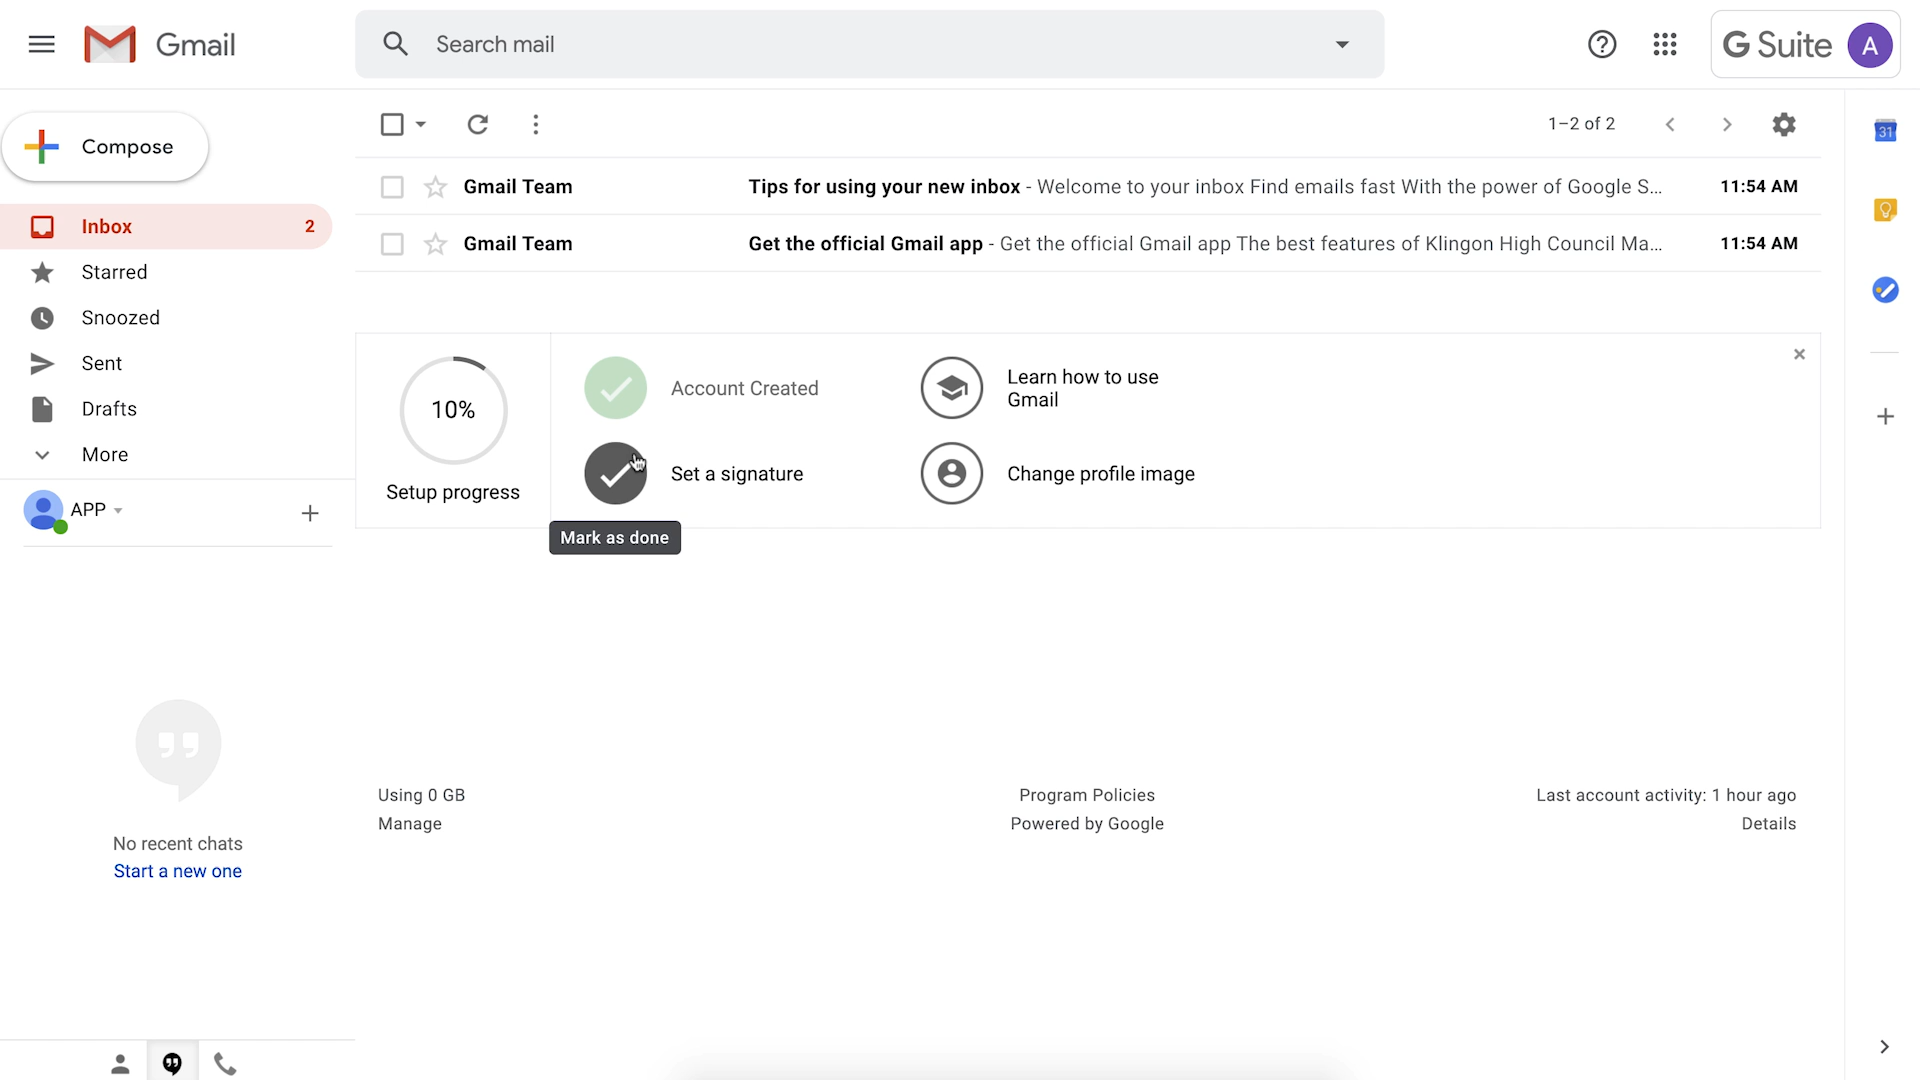 Gmail
Search mail
G Suite
A
Compose
1–2 of 2
31
Gmail Team Tips for using your new inbox - Welcome to your inbox Find emails fast With the power of Google S... 11:54 AM
Gmail Team Get the official Gmail app - Get the official Gmail app The best features of Klingon High Council Ma... 11:54 AM
Inbox 2
Starred
Snoozed
Sent
Drafts
More
APP
10%
Setup progress
Account Created
Learn how to use
Gmail
Set a signature
Change profile image
Mark as done
No recent chats
Start a new one
Using 0 GB
Manage
Program Policies
Powered by Google
Last account activity: 1 hour ago
Details